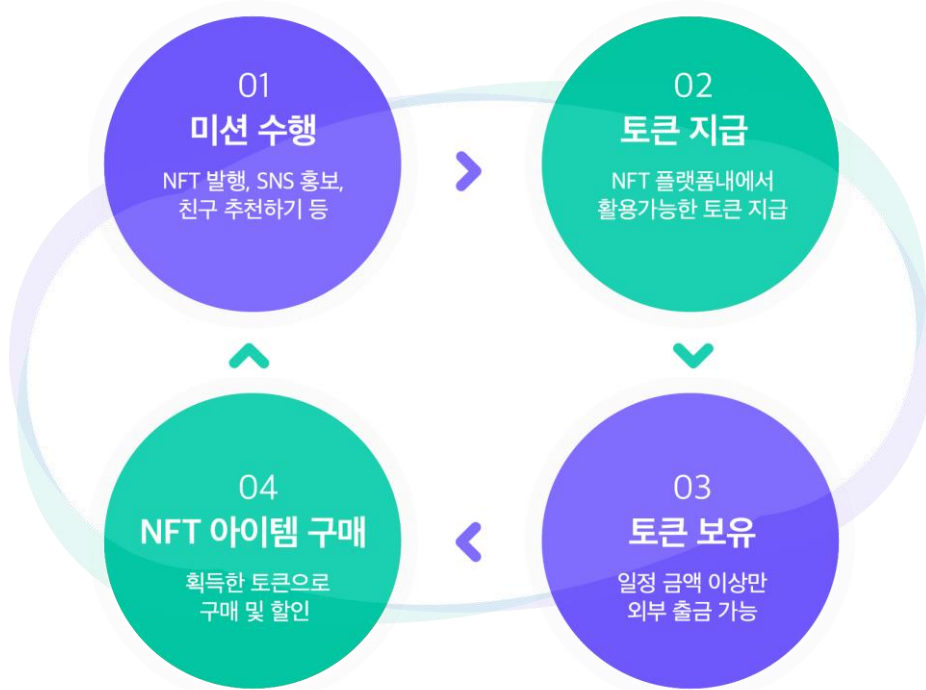 01
미션 수행
NFT 발행, SNS 홍보,
친구 추천하기 등
02
토큰 지급
NFT 플랫폼내에서
활용가능한 토큰 지급
03
토큰 보유
일정 금액 이상만
외부 출금 가능
04
NFT 아이템 구매
획득한 토큰으로
구매 및 할인